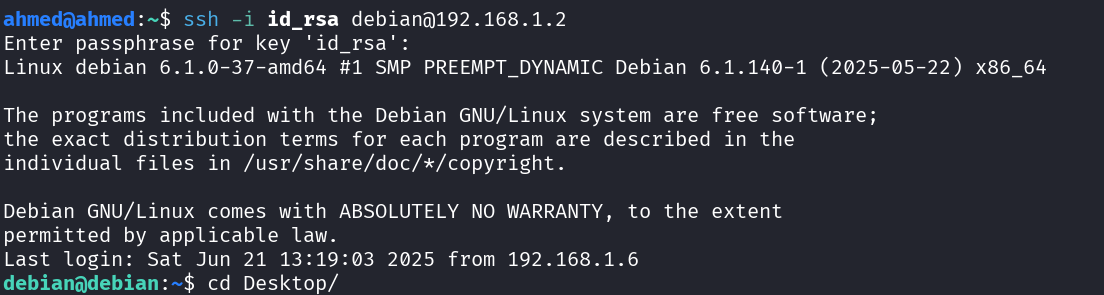 ahmed@ahmed:~$ ssh -i id_rsa debian@192.168.1.2
Enter passphrase for key 'id_rsa':
Linux debian 6.1.0-37-amd64 #1 SMP PREEMPT_DYNAMIC Debian 6.1.140-1 (2025-05-22) x86_64
The programs included with the Debian GNU/Linux system are free software;
the exact distribution terms for each program are described in the
individual files in /usr/share/doc/*/copyright.
Debian GNU/Linux comes with ABSOLUTELY NO WARRANTY, to the extent
permitted by applicable law.
Last login: Sat Jun 21 13:19:03 2025 from 192.168.1.6
debian@debian:~$ cd Desktop/